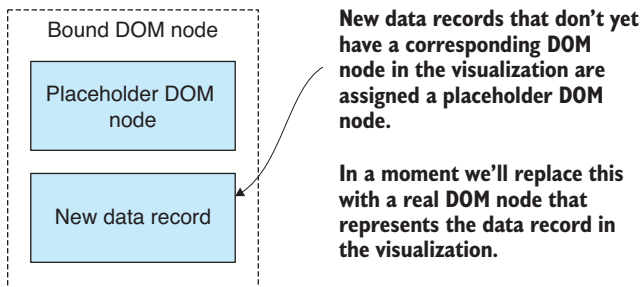 Bound DOM node
Placeholder DOM
node
New data record
New data records that don’t yet
have a corresponding DOM
node in the visualization are
assigned a placeholder DOM
node.
In a moment we’ll replace this
with a real DOM node that
represents the data record in
the visualization.